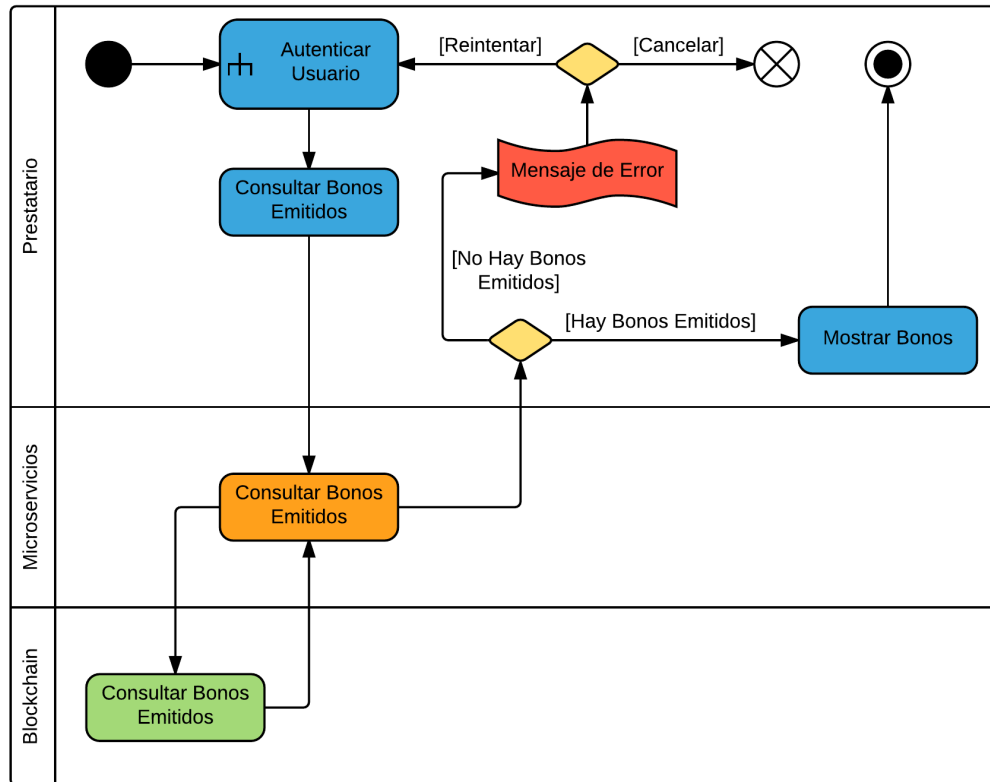 Prestatario
Autenticar
Usuario
[Reintentar]
[Cancelar]
Mensaje de Error
Consultar Bonos
Emitidos
[No Hay Bonos
Emitidos]
[Hay Bonos Emitidos]
Mostrar Bonos
Microservicios
Consultar Bonos
Emitidos
Blockchain
Consultar Bonos
Emitidos